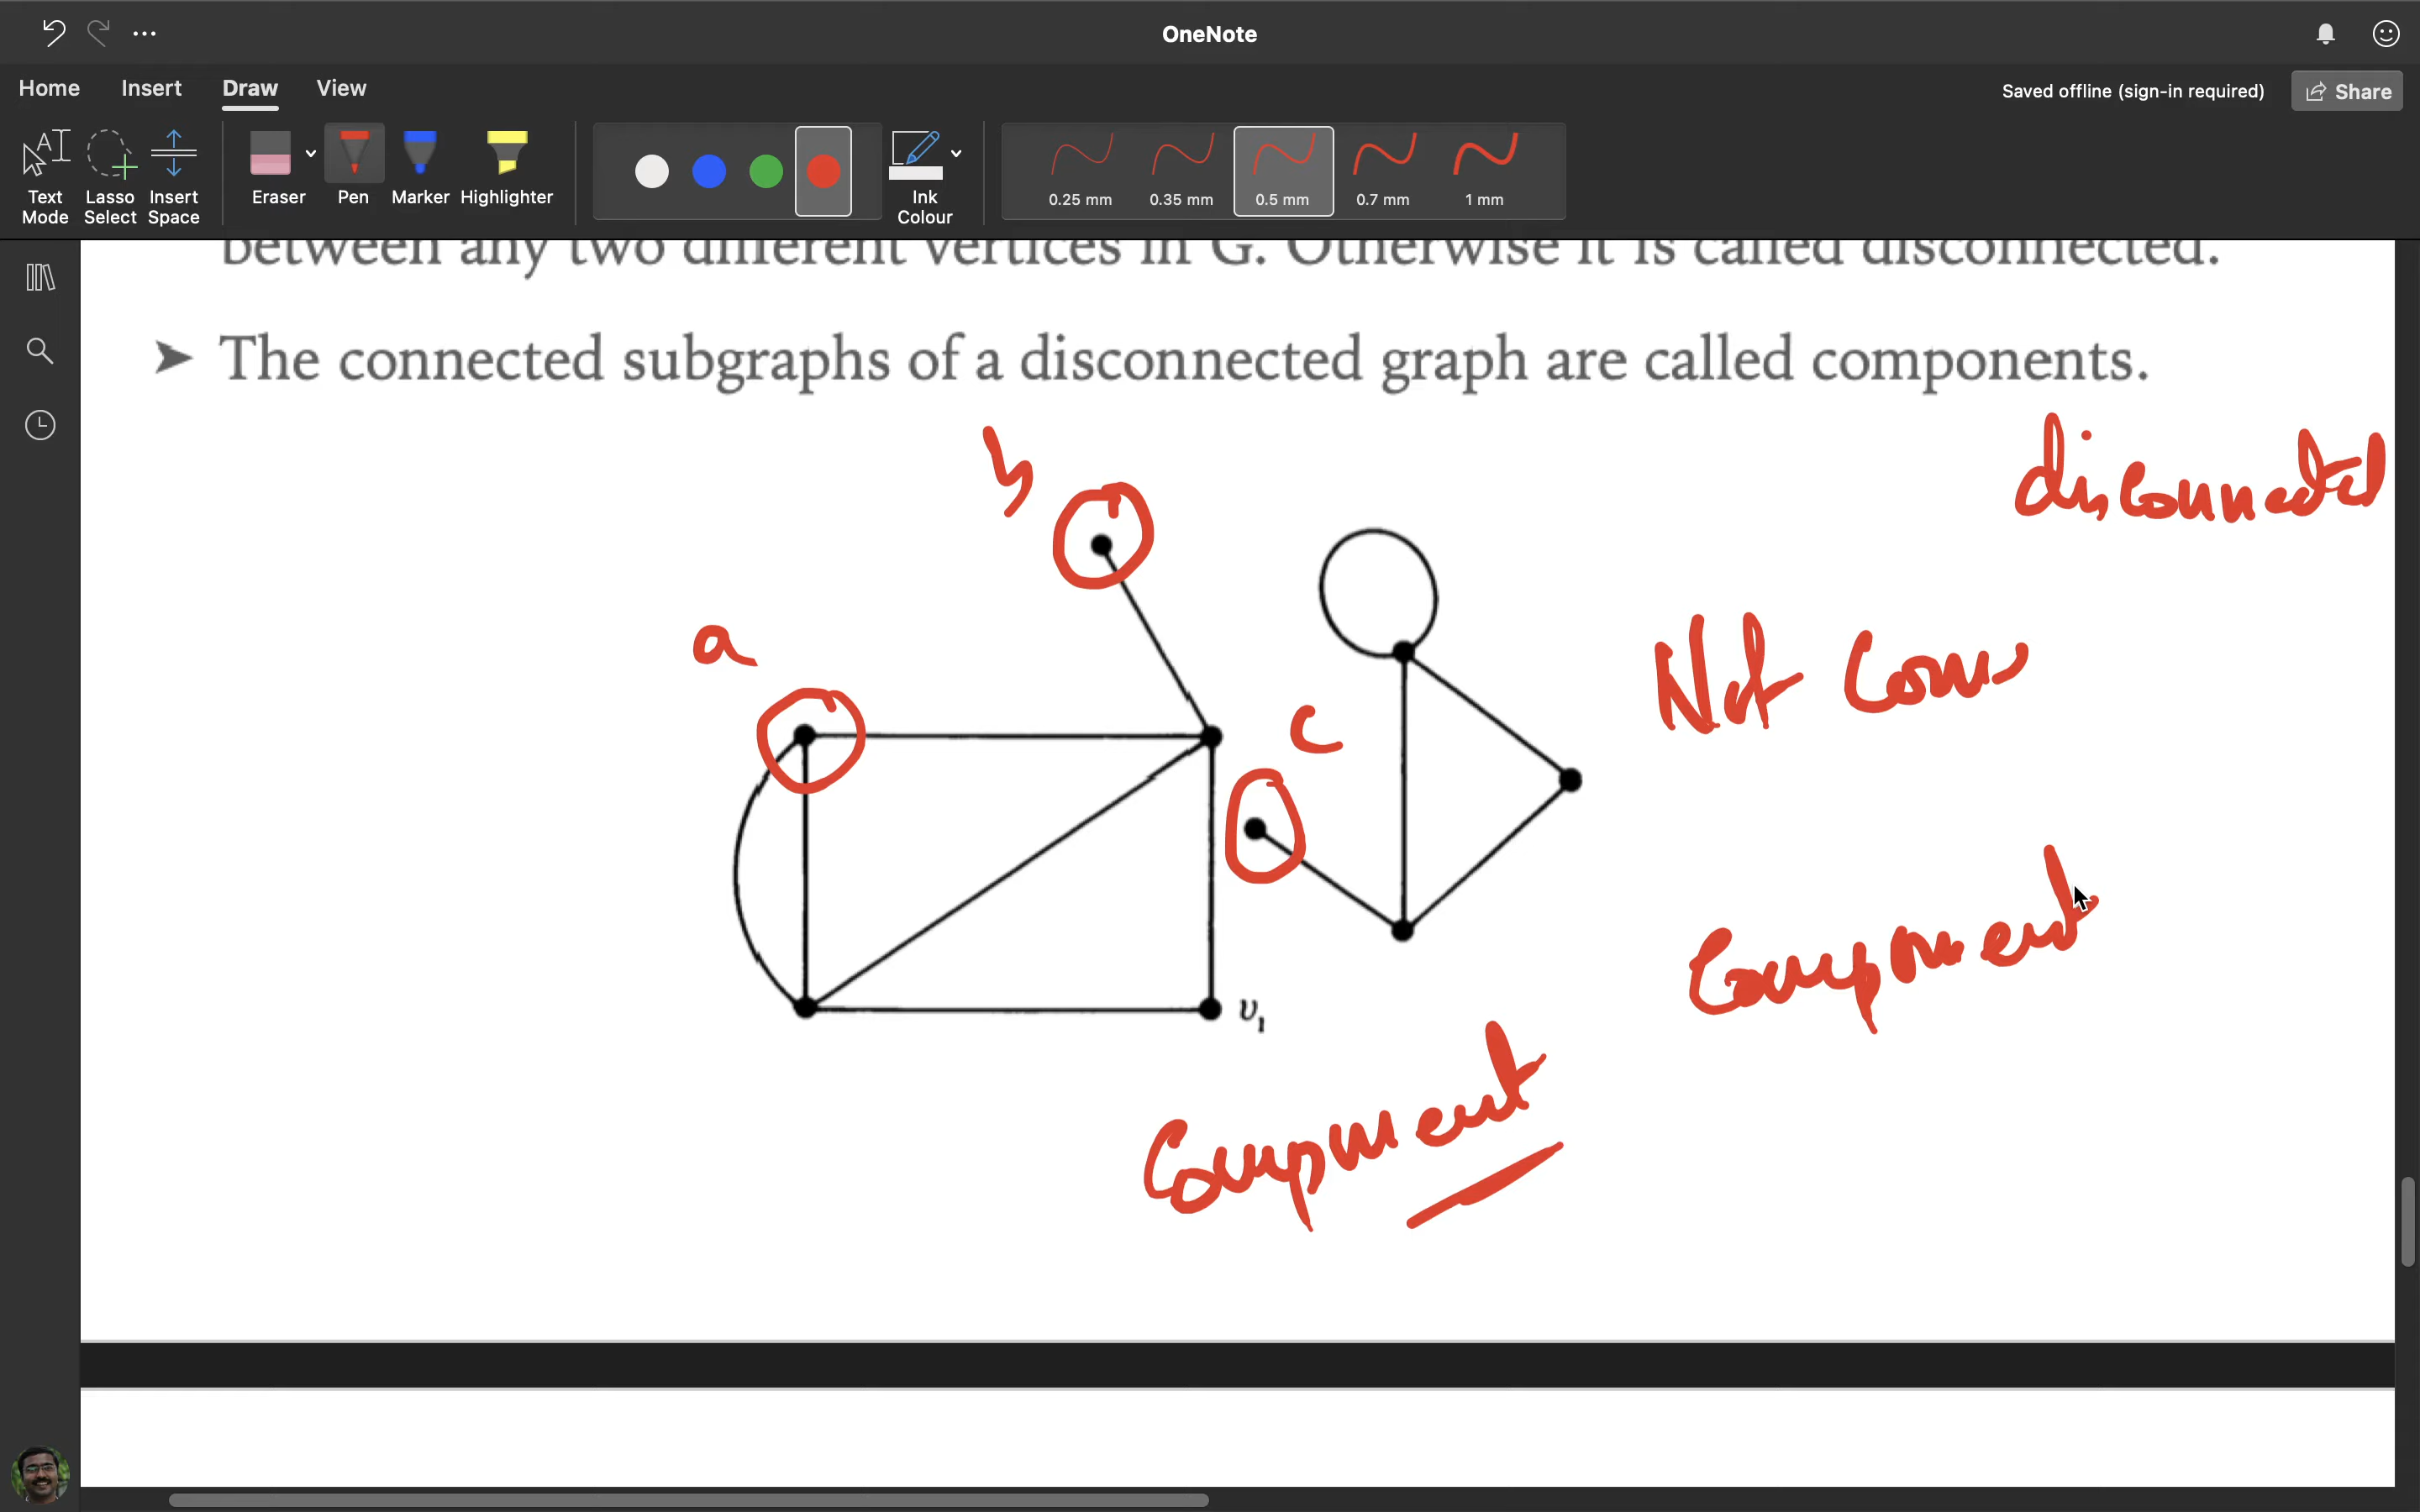 OneNote
Home Insert Draw View
Saved offline (sign-in required) Share
Text Mode
Lasso Select
Insert Space
Eraser
Pen
Marker
Highlighter
Ink Colour
0.25 mm 0.35 mm 0.5 mm 0.7 mm 1 mm
between any two different vertices in G. Otherwise it is called disconnected.
➤ The connected subgraphs of a disconnected graph are called components.
b
disconnected
a
Not
c
v₁
Component
Component